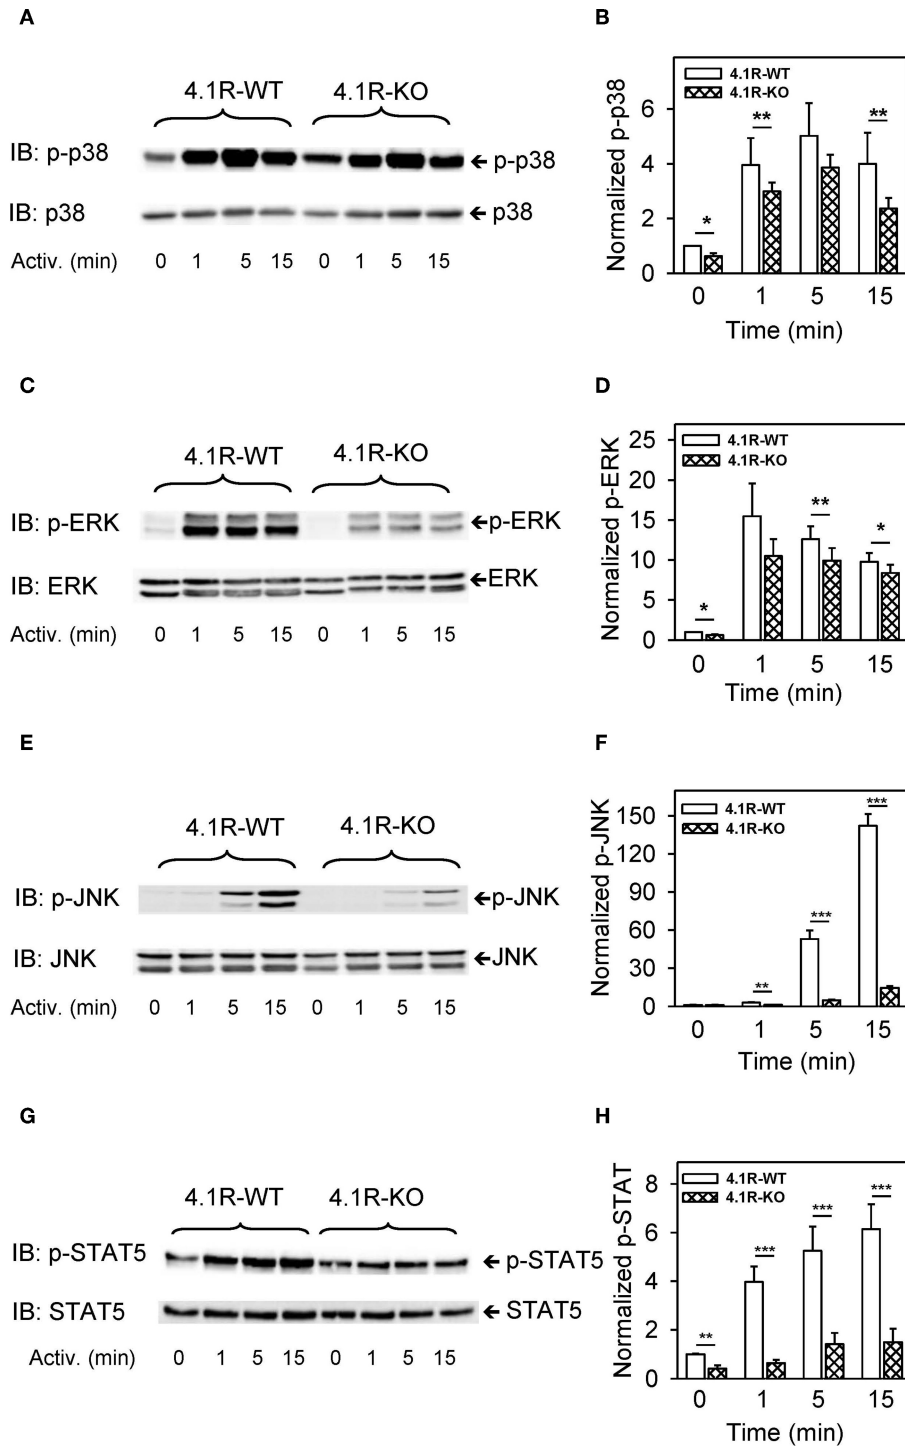 A
4.1R-WT
4.1R-KO
IB: p-p38
p-p38
IB: p38
p38
Activ. (min) 0 1 5 15 0 1 5 15
B
4.1R-WT
4.1R-KO
Normalized p-p38
6
4
2
0
** **
*
0 1 5 15
Time (min)
C
4.1R-WT
4.1R-KO
IB: p-ERK
p-ERK
IB: ERK
ERK
Activ. (min) 0 1 5 15 0 1 5 15
D
4.1R-WT
4.1R-KO
Normalized p-ERK
25
20
15
10
5
0
* ** *
0 1 5 15
Time (min)
E
4.1R-WT
4.1R-KO
IB: p-JNK
p-JNK
IB: JNK
JNK
Activ. (min) 0 1 5 15 0 1 5 15
F
4.1R-WT
4.1R-KO
Normalized p-JNK
150
120
90
60
30
0
** *** ***
0 1 5 15
Time (min)
G
4.1R-WT
4.1R-KO
IB: p-STAT5
p-STAT5
IB: STAT5
STAT5
Activ. (min) 0 1 5 15 0 1 5 15
H
4.1R-WT
4.1R-KO
Normalized p-STAT
8
6
4
2
0
** *** *** ***
0 1 5 15
Time (min)